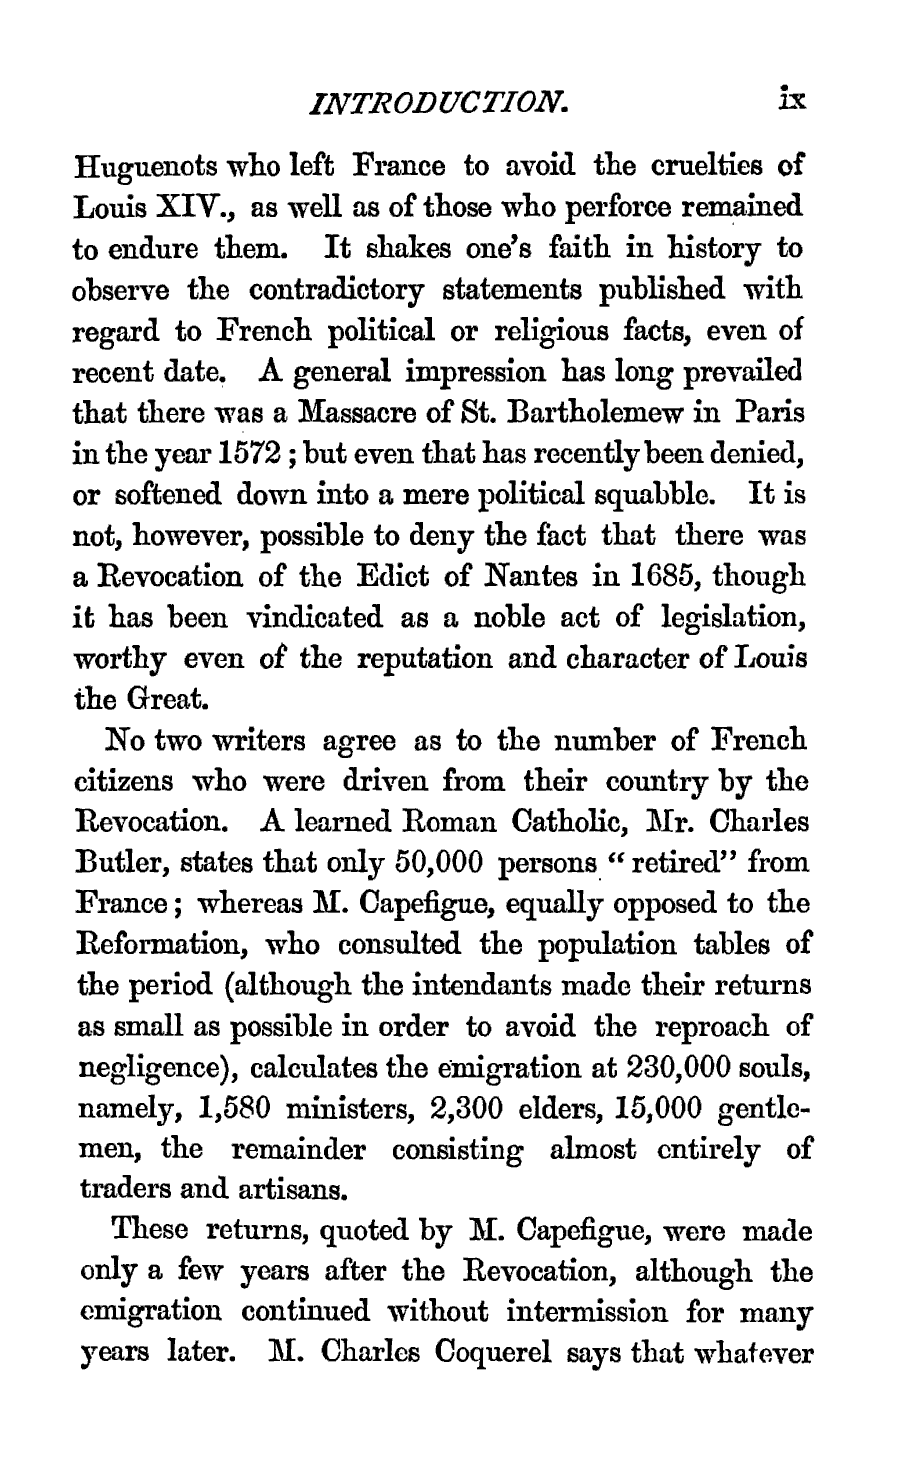 INTRODUCTION. ix
Huguenots who left France to avoid the cruelties of
Louis XIV., as well as of those who perforce remained
to endure them. It shakes one's faith in history to
observe the contradictory statements published with
regard to French political or religious facts, even of
recent date. A general impression has long prevailed
that there was a Massacre of St. Bartholemew in Paris
in the year 1572 ; but even that has recently been denied,
or softened down into a mere political squabble. It is
not, however, possible to deny the fact that there was
a Revocation of the Edict of Nantes in 1685, though
it has been vindicated as a noble act of legislation,
worthy even of the reputation and character of Louis
the Great.
No two writers agree as to the number of French
citizens who were driven from their country by the
Revocation. A learned Roman Catholic, Mr. Charles
Butler, states that only 50,000 persons “ retired” from
France ; whereas M. Capefigue, equally opposed to the
Reformation, who consulted the population tables of
the period (although the intendants made their returns
as small as possible in order to avoid the reproach of
negligence), calculates the emigration at 230,000 souls,
namely, 1,580 ministers, 2,300 elders, 15,000 gentle-
men, the remainder consisting almost entirely of
traders and artisans.
These returns, quoted by M. Capefigue, were made
only a few years after the Revocation, although the
emigration continued without intermission for many
years later. M. Charles Coquerel says that whatever